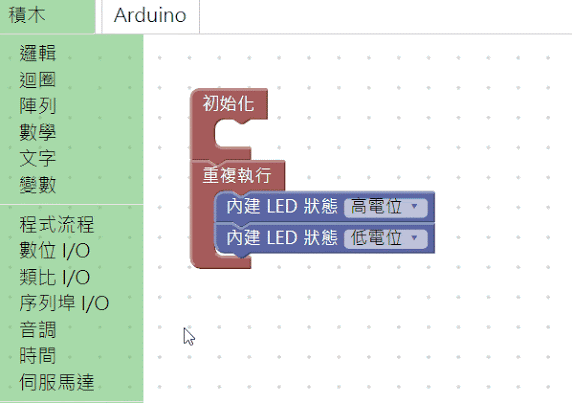 積木 Arduino
邏輯
迴圈
陣列
數學
文字
變數
程式流程
數位 I/O
類比 I/O
序列埠 I/O
音調
時間
伺服馬達
初始化
重複執行
內建 LED 狀態 高電位
內建 LED 狀態 低電位